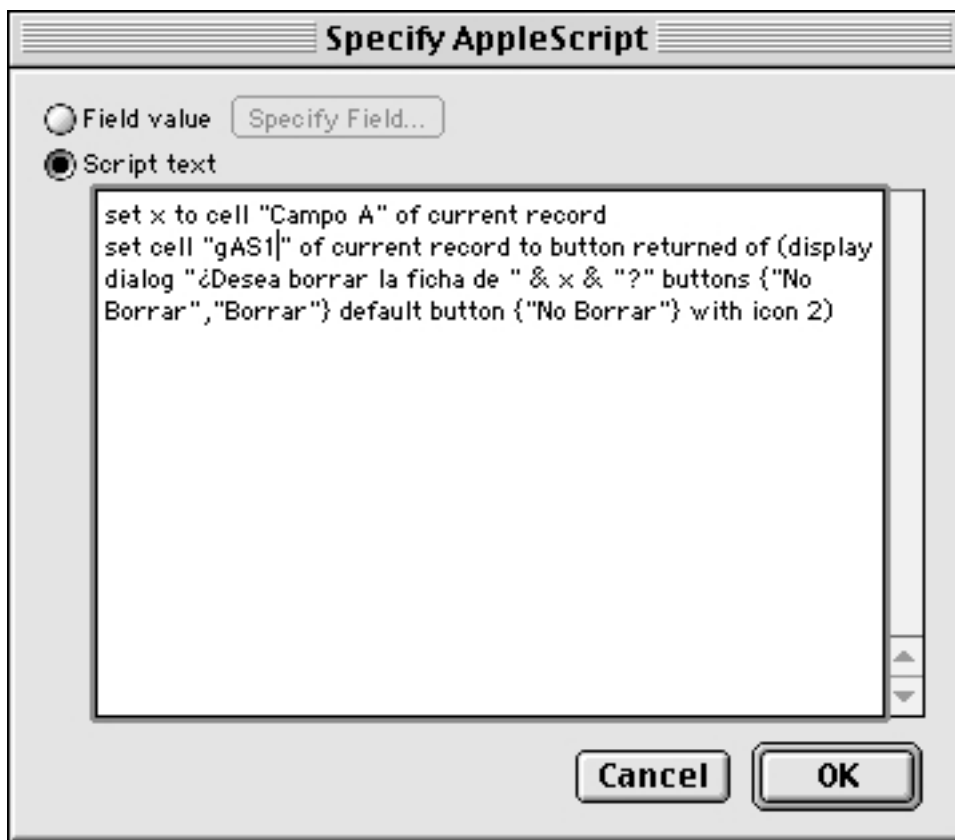 Specify AppleScript
Field value Specify Field...
Script text
set x to cell "Campo A" of current record
set cell "gAS1" of current record to button returned of (display
dialog "¿Desea borrar la ficha de " & x & "?" buttons {"No
Borrar","Borrar"} default button {"No Borrar"} with icon 2)
Cancel OK